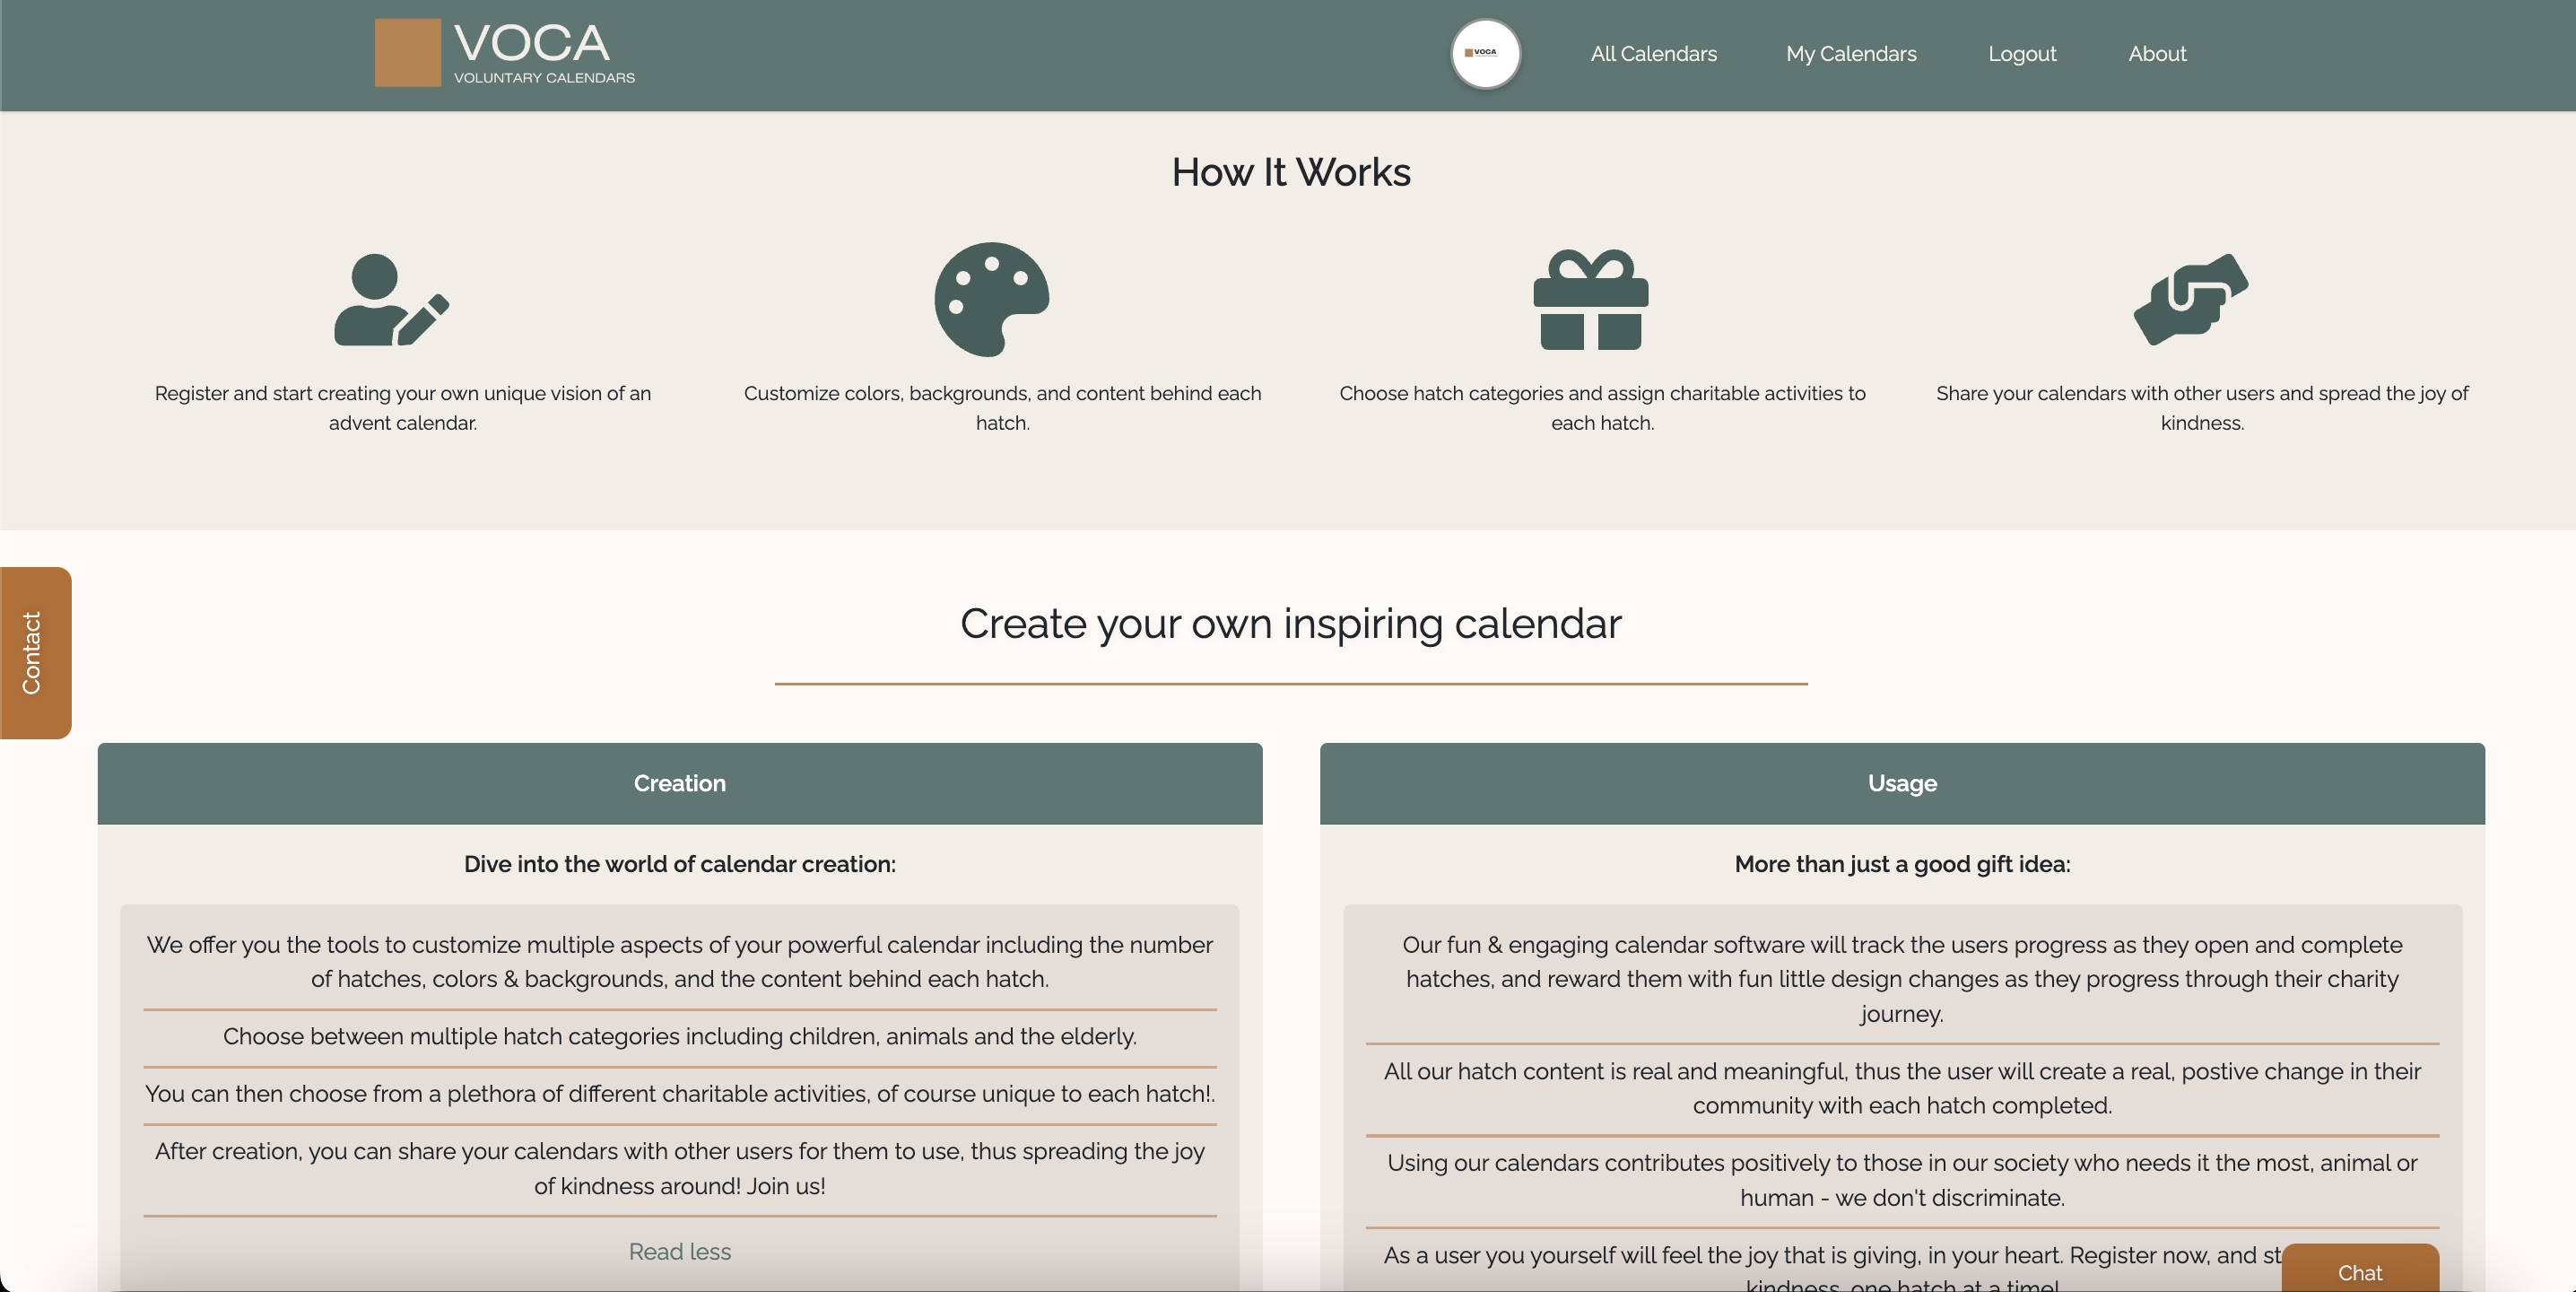 VOCA
VOLUNTARY CALENDARS
VOCA
All Calendars
My Calendars
Logout
About
How It Works
Register and start creating your own unique vision of an
advent calendar.
Customize colors, backgrounds, and content behind each
hatch.
Choose hatch categories and assign charitable activities to
each hatch.
Share your calendars with other users and spread the joy of
kindness.
Contact
Create your own inspiring calendar
Creation
Dive into the world of calendar creation:
We offer you the tools to customize multiple aspects of your powerful calendar including the number
of hatches, colors & backgrounds, and the content behind each hatch.
Choose between multiple hatch categories including children, animals and the elderly.
You can then choose from a plethora of different charitable activities, of course unique to each hatch!.
After creation, you can share your calendars with other users for them to use, thus spreading the joy
of kindness around! Join us!
Read less
Usage
More than just a good gift idea:
Our fun & engaging calendar software will track the users progress as they open and complete
hatches, and reward them with fun little design changes as they progress through their charity
journey.
All our hatch content is real and meaningful, thus the user will create a real, postive change in their
community with each hatch completed.
Using our calendars contributes positively to those in our society who needs it the most, animal or
human - we don't discriminate.
As a user you yourself will feel the joy that is giving, in your heart. Register now, and st
kindness, one hatch at a time!
Chat